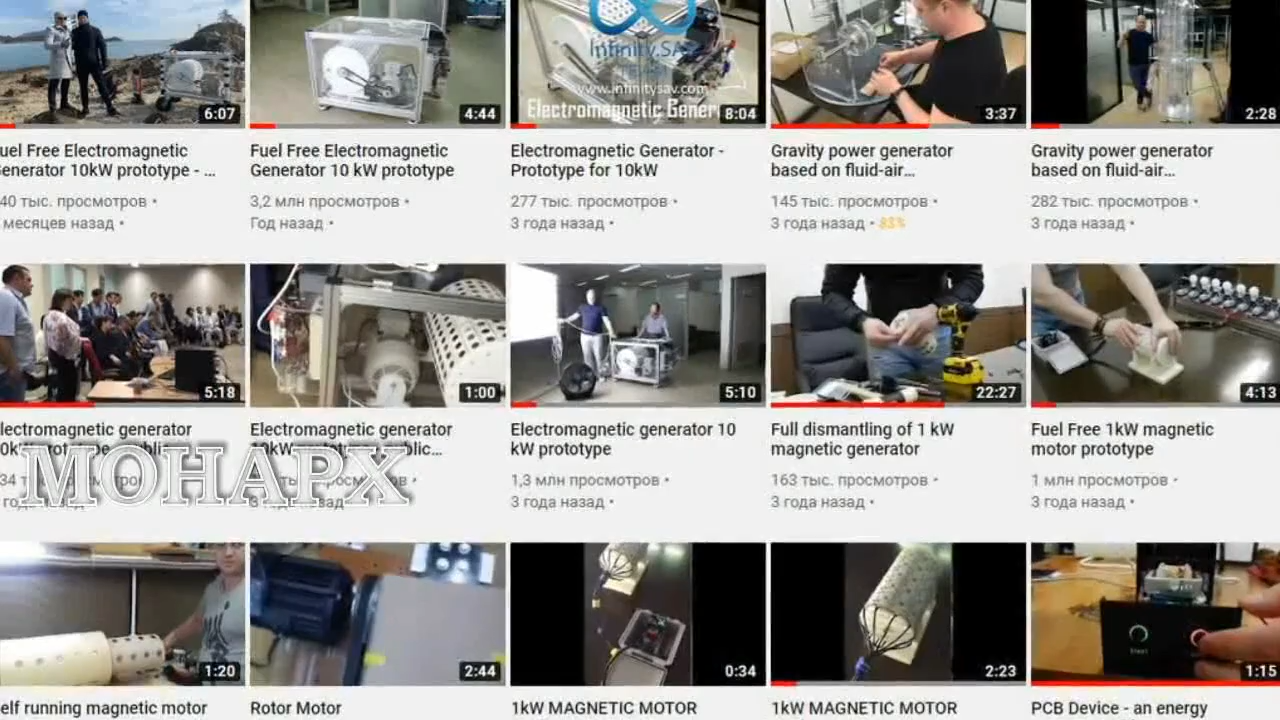 Infinity SAV
www.infinitysav.com
Electromagnetic Gener
6:07
4:44
8:04
3:37
2:28
uel Free Electromagnetic
Generator 10kW prototype - ...
Fuel Free Electromagnetic
Generator 10 kW prototype
Electromagnetic Generator -
Prototype for 10kW
Gravity power generator
based on fluid-air...
Gravity power generator
based on fluid-air...
40 тыс. просмотров •
месяцев назад •
3,2 млн просмотров •
Год назад •
277 тыс. просмотров •
3 года назад •
145 тыс. просмотров •
3 года назад • 83%
282 тыс. просмотров •
3 года назад •
5:18
1:00
5:10
22:27
4:13
lectromagnetic generator
Electromagnetic generator
Electromagnetic generator 10
kW prototype
Full dismantling of 1 kW
magnetic generator
Fuel Free 1kW magnetic
motor prototype
МОНАРХ
1,3 млн просмотров •
3 года назад •
163 тыс. просмотров •
3 года назад •
1 млн просмотров •
3 года назад •
1:20
2:44
0:34
2:23
1:15
elf running magnetic motor
Rotor Motor
1kW MAGNETIC MOTOR
1kW MAGNETIC MOTOR
PCB Device - an energy